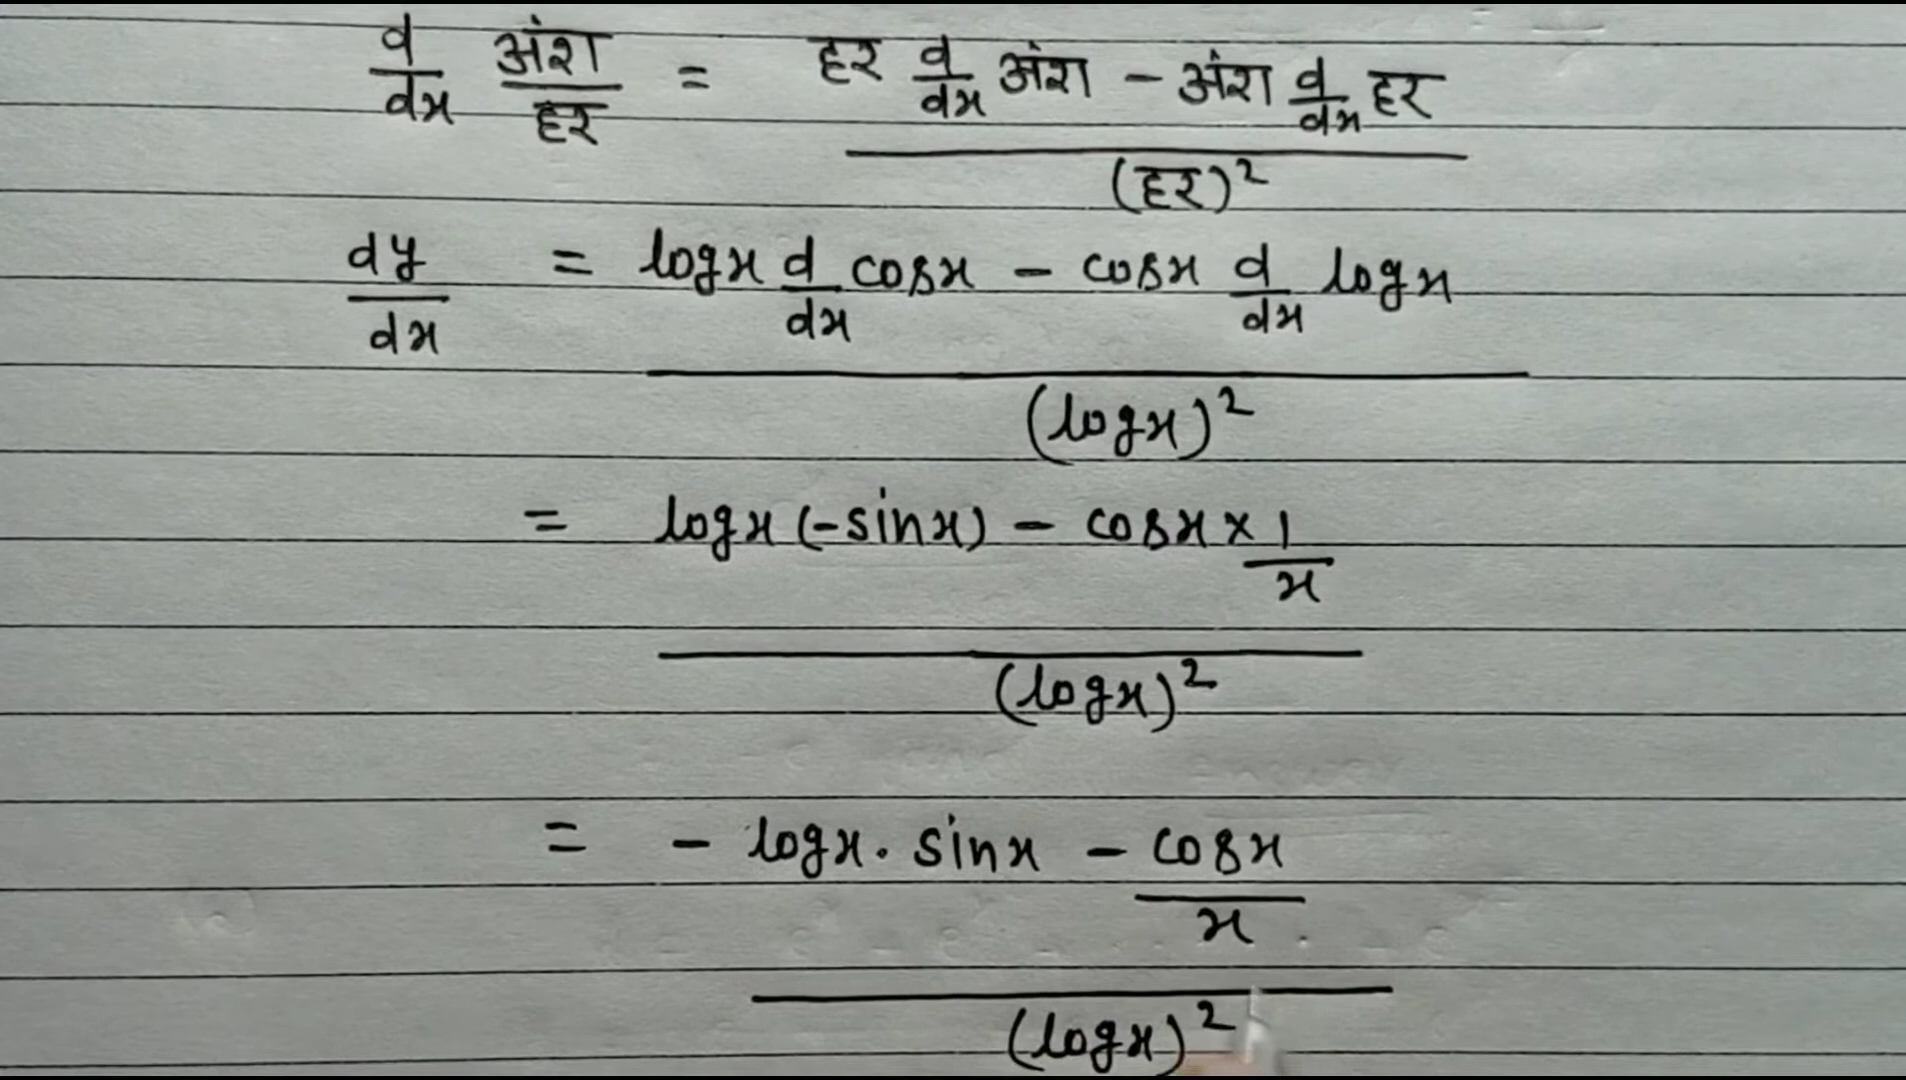 d/dx अंश/हर = हर d/dx अंश - अंश d/dx हर / (हर)²
dy/dx = logx d/dx cosx - cosx d/dx logx / (logx)²
= logx (-sinx) - cosx × 1/x / (logx)²
= - logx · sinx - cosx/x / (logx)²